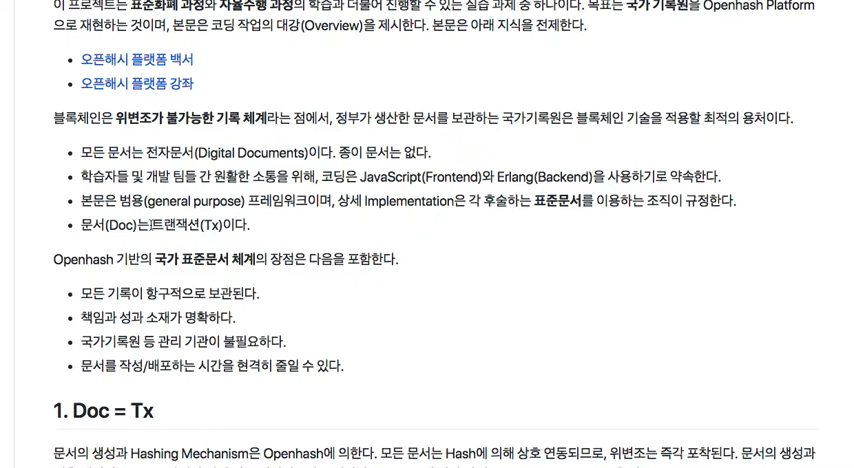 이 프로젝트는 표준화폐 과정와 자율수행 과정의 학습과 더불어 진행할 수 있는 실습 과제 중 하나이다. 목표는 국가 기록원을 Openhash Platform
으로 재현하는 것이며, 본문은 코딩 작업의 대강(Overview)을 제시한다. 본문은 아래 지식을 전제한다.
• 오픈해시 플랫폼 백서
• 오픈해시 플랫폼 강좌
블록체인은 위변조가 불가능한 기록 체계라는 점에서, 정부가 생산한 문서를 보관하는 국가기록원은 블록체인 기술을 적용할 최적의 용처이다.
• 모든 문서는 전자문서(Digital Documents)이다. 종이 문서는 없다.
• 학습자들 및 개발 팀들 간 원활한 소통을 위해, 코딩은 JavaScript(Frontend)와 Erlang(Backend)을 사용하기로 약속한다.
• 본문은 범용(general purpose) 프레임워크이며, 상세 Implementation은 각 후술하는 표준문서를 이용하는 조직이 규정한다.
• 문서(Doc)는 트랜잭션(Tx)이다.
Openhash 기반의 국가 표준문서 체계의 장점은 다음을 포함한다.
• 모든 기록이 항구적으로 보관된다.
• 책임과 성과 소재가 명확하다.
• 국가기록원 등 관리 기관이 불필요하다.
• 문서를 작성/배포하는 시간을 현격히 줄일 수 있다.
1. Doc = Tx
문서의 생성과 Hashing Mechanism은 Openhash에 의한다. 모든 문서는 Hash에 의해 상호 연동되므로, 위변조는 즉각 포착된다. 문서의 생성과